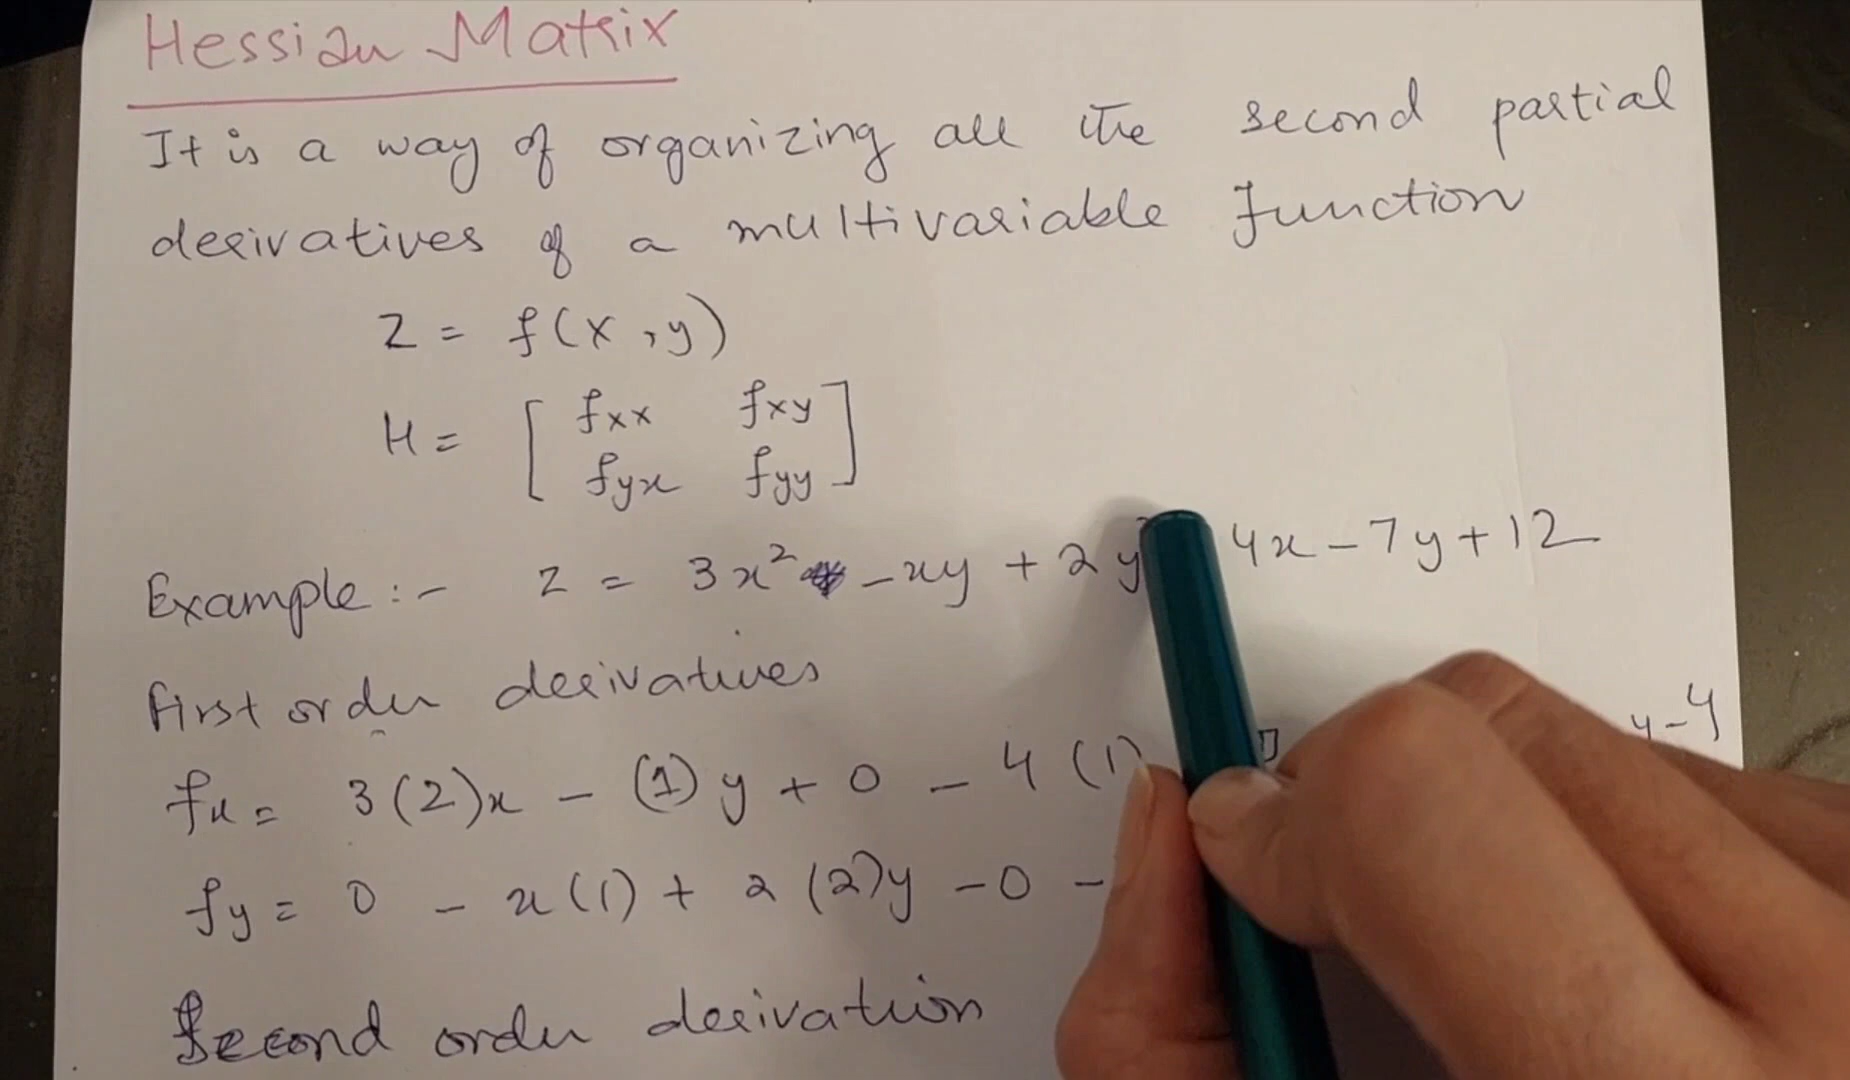 Hessian Matrix
It is a way of organizing all the second partial
derivatives of a multivariable function
Z = f(x,y)
H = [ fxx fxy
fyx fyy ]
Example :- z = 3x² - xy + 2y 4x - 7y + 12
first order derivatives
fx = 3(2)x - (1)y + 0 - 4(1) y - 4
fy = 0 - x(1) + 2(2)y - 0 -
Second order derivation